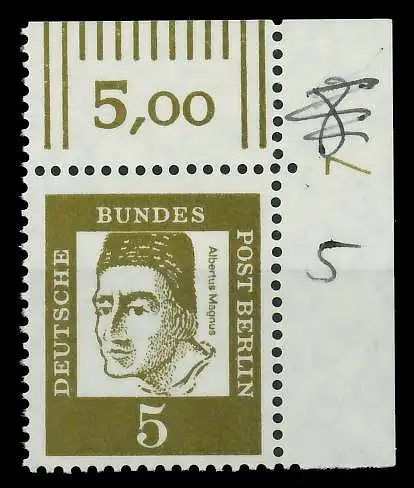 5,00
BUNDES
DEUTSCHE
POST BERLIN
Albertus Magnus
5
5